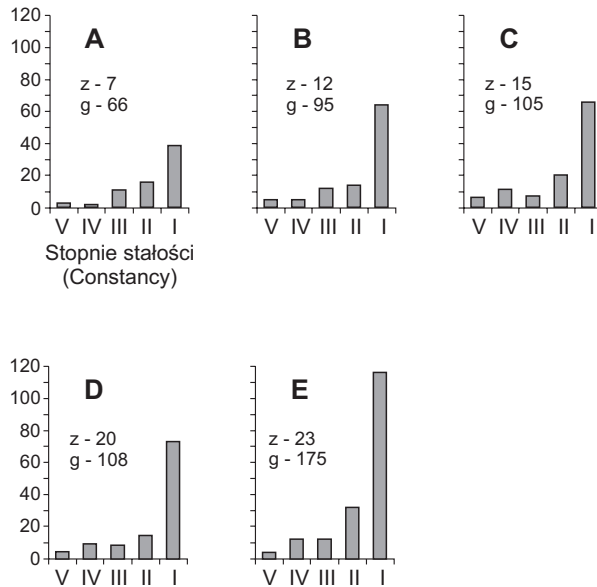 120
100
80
60
40
20
0
A
z - 7
g - 66
V IV III II I
Stopnie stałości
(Constancy)
B
z - 12
g - 95
V IV III II I
C
z - 15
g - 105
V IV III II I
120
100
80
60
40
20
0
D
z - 20
g - 108
V IV III II I
E
z - 23
g - 175
V IV III II I